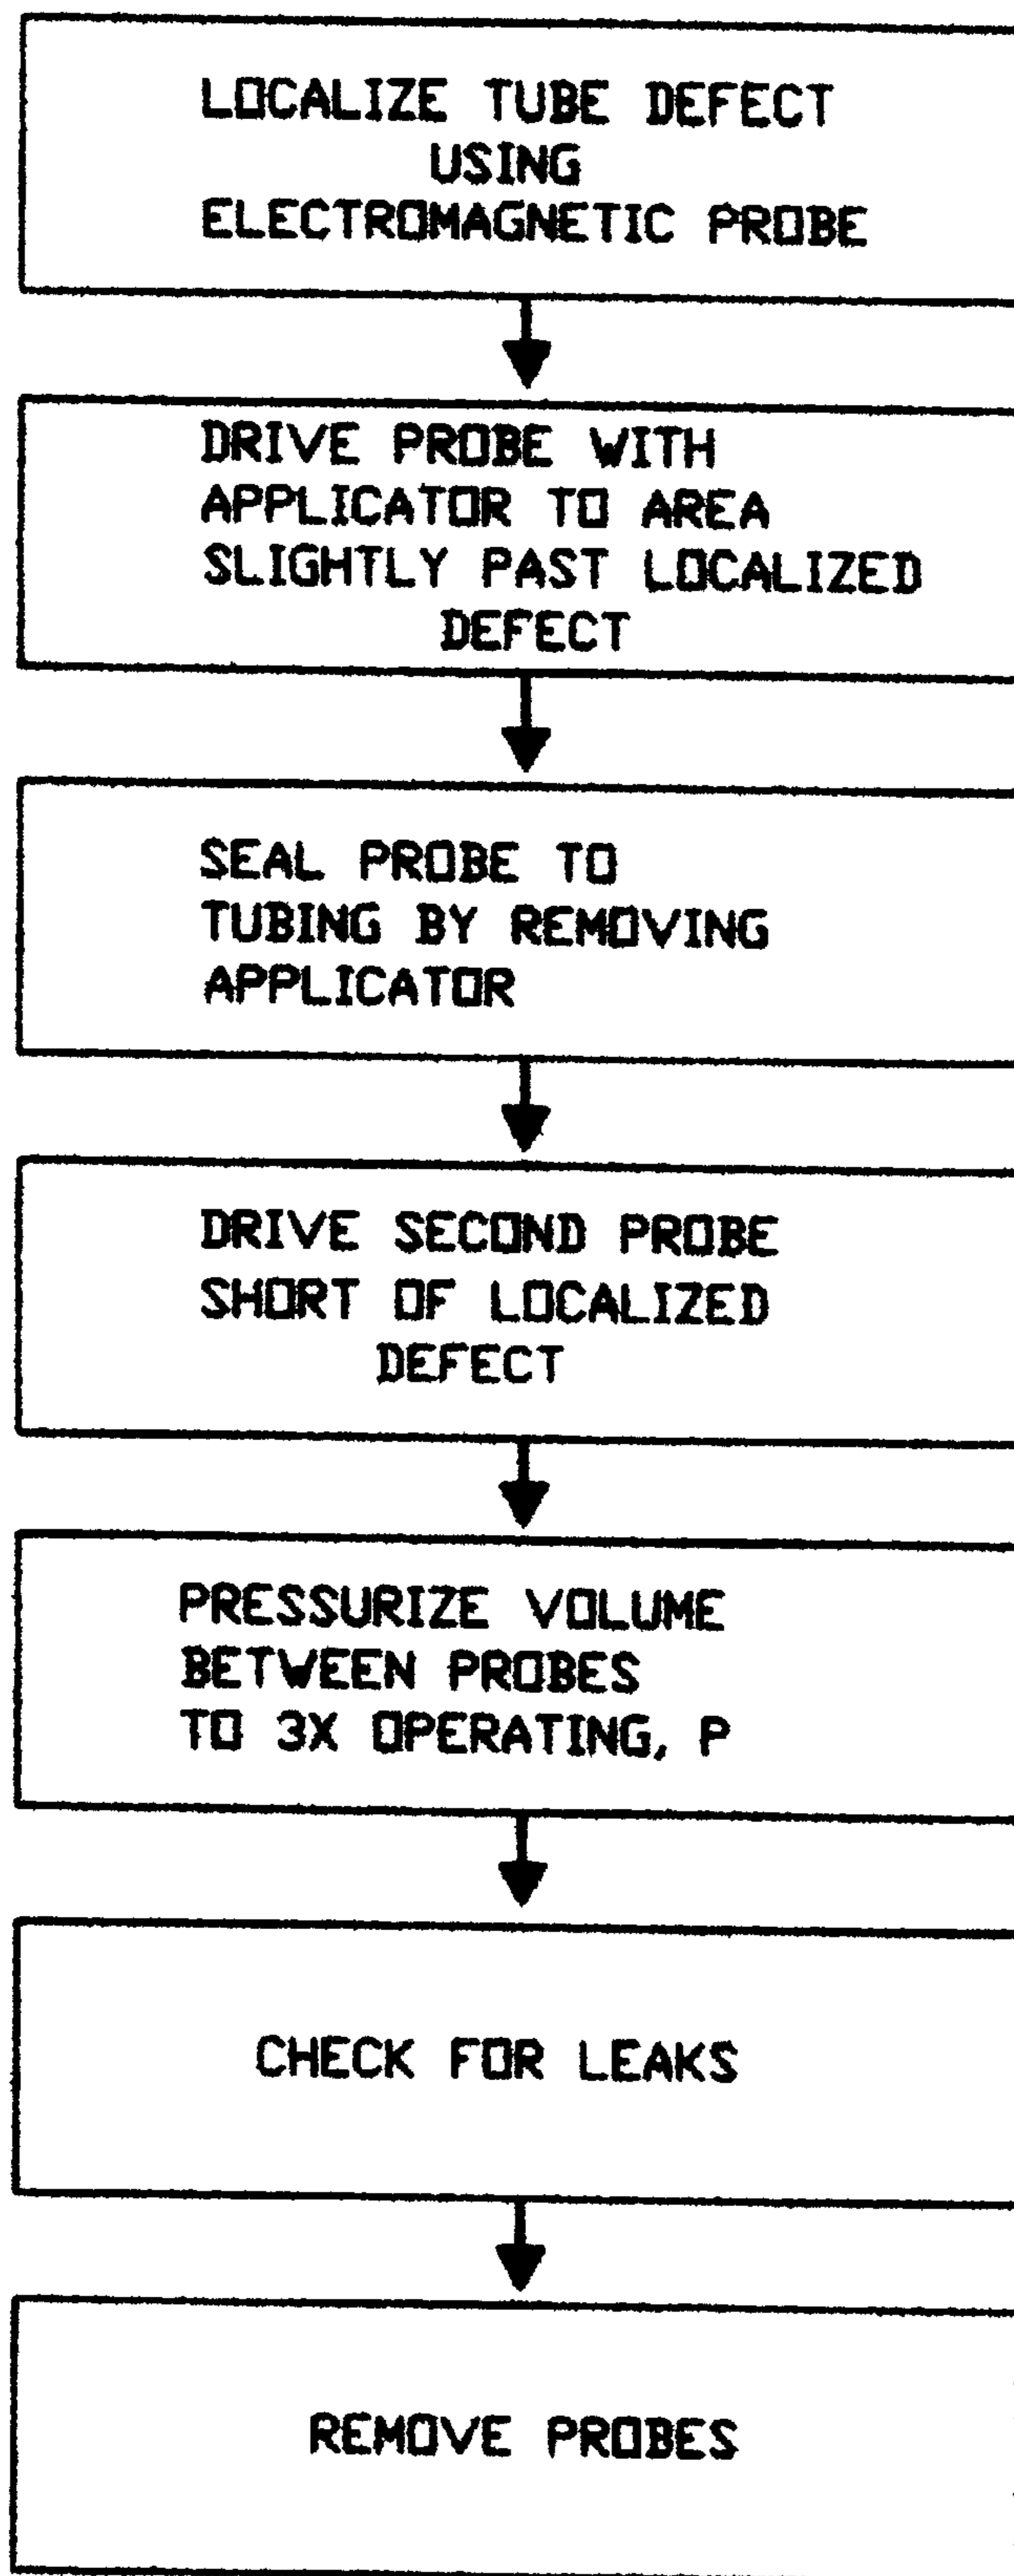 LOCALIZE TUBE DEFECT
USING
ELECTROMAGNETIC PROBE
DRIVE PROBE WITH
APPLICATOR TO AREA
SLIGHTLY PAST LOCALIZED
DEFECT
SEAL PROBE TO
TUBING BY REMOVING
APPLICATOR
DRIVE SECOND PROBE
SHORT OF LOCALIZED
DEFECT
PRESSURIZE VOLUME
BETWEEN PROBES
TO 3X OPERATING, P
CHECK FOR LEAKS
REMOVE PROBES